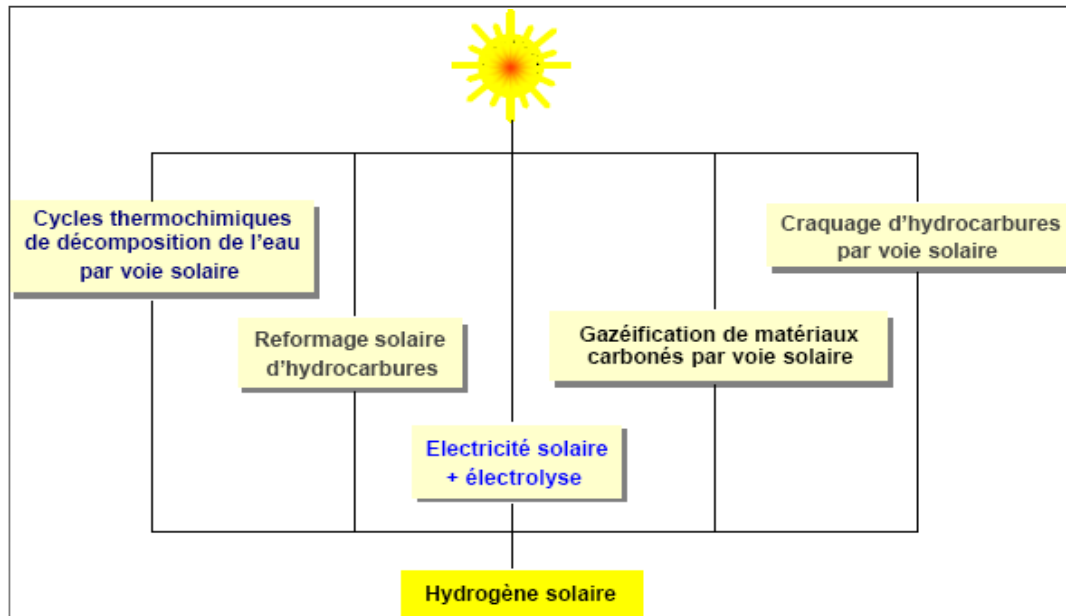 Cycles thermochimiques
de décomposition de l'eau
par voie solaire
Craquage d'hydrocarbures
par voie solaire
Reformage solaire
d'hydrocarbures
Gazéification de matériaux
carbonés par voie solaire
Electricité solaire
+ électrolyse
Hydrogène solaire